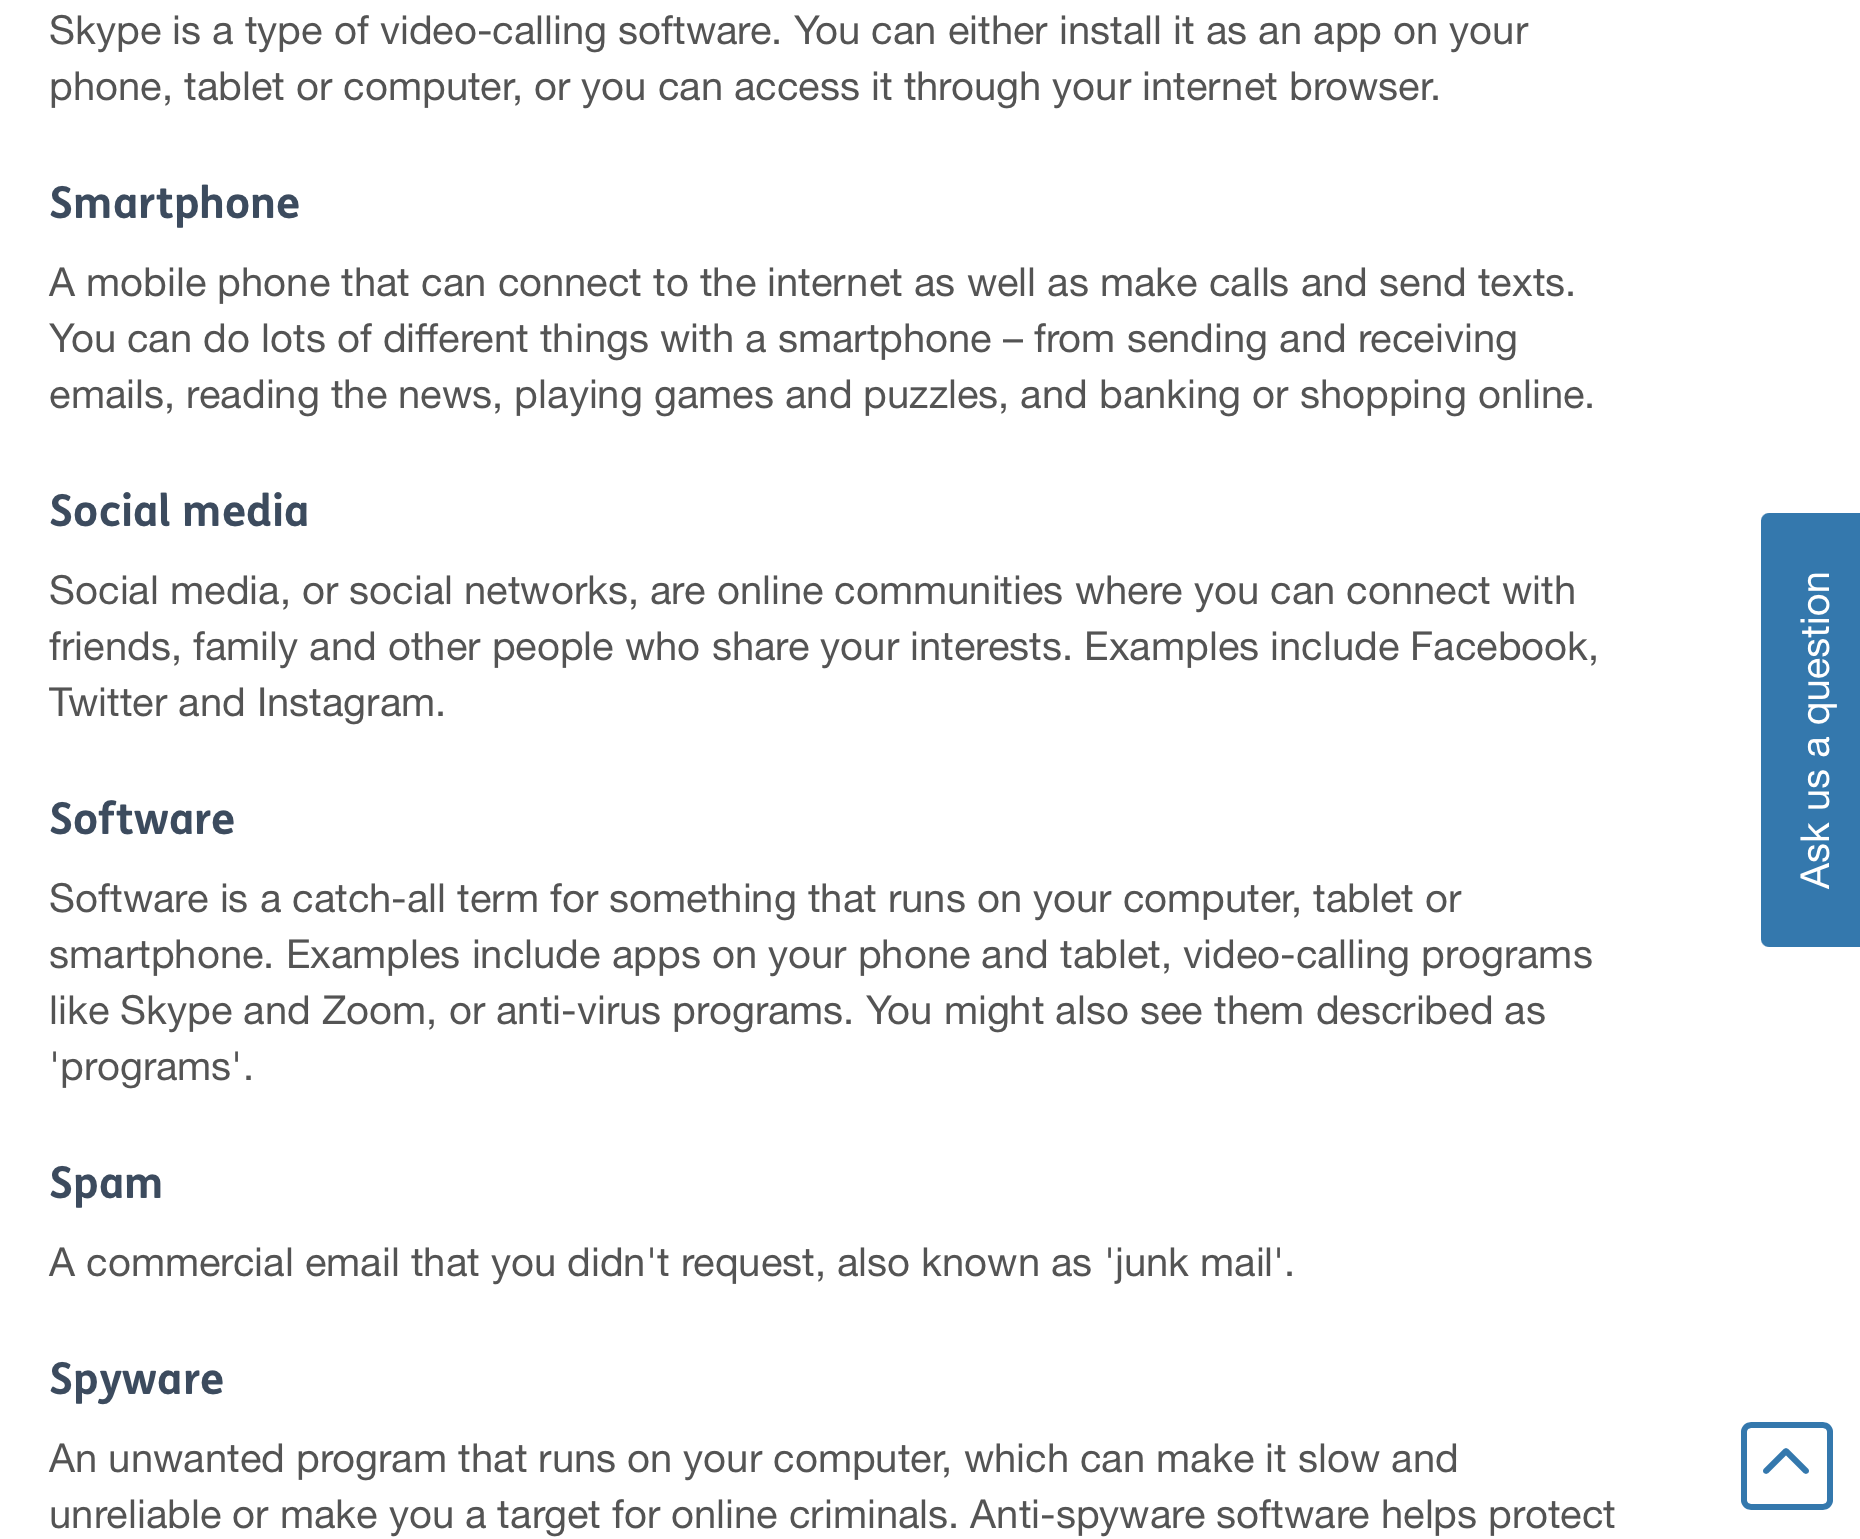 Skype is a type of video-calling software. You can either install it as an app on your
phone, tablet or computer, or you can access it through your internet browser.
Smartphone
A mobile phone that can connect to the internet as well as make calls and send texts.
You can do lots of different things with a smartphone – from sending and receiving
emails, reading the news, playing games and puzzles, and banking or shopping online.
Social media
Social media, or social networks, are online communities where you can connect with
friends, family and other people who share your interests. Examples include Facebook,
Twitter and Instagram.
Software
Software is a catch-all term for something that runs on your computer, tablet or
smartphone. Examples include apps on your phone and tablet, video-calling programs
like Skype and Zoom, or anti-virus programs. You might also see them described as
'programs'.
Spam
A commercial email that you didn't request, also known as 'junk mail'.
Spyware
An unwanted program that runs on your computer, which can make it slow and
unreliable or make you a target for online criminals. Anti-spyware software helps protect
Ask us a question